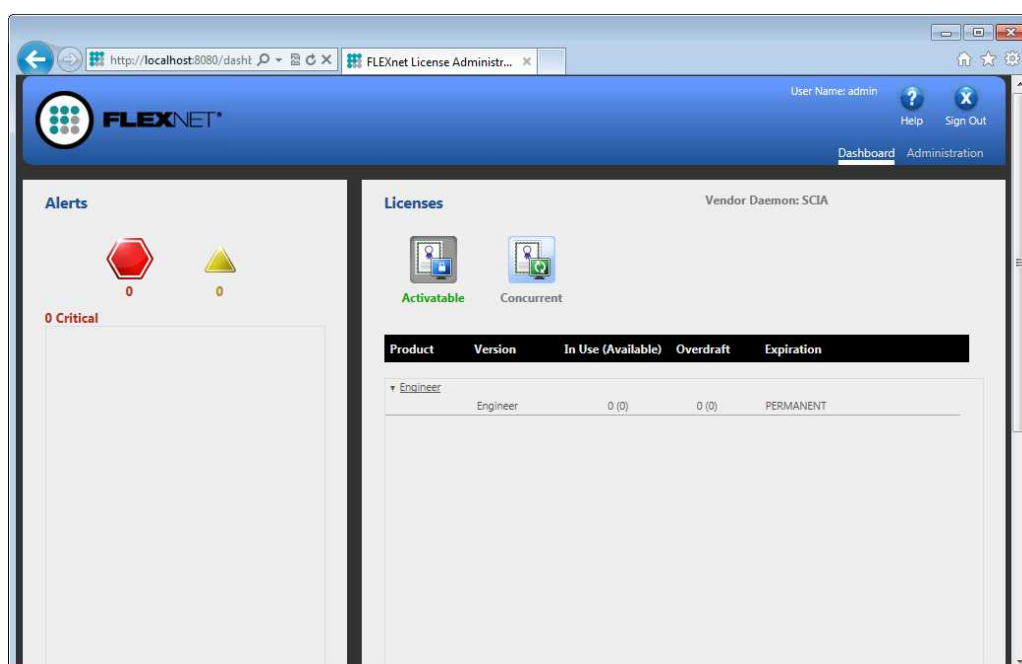 http://localhost:8080/dashb
FLEXnet License Administr...
FLEXNET
User Name: admin
Help
Sign Out
Dashboard
Administration
Alerts
0
0
0 Critical
Licenses
Vendor Daemon: SCIA
Activatable
Concurrent
Product Version In Use (Available) Overdraft Expiration
Engineer
Engineer 0 (0) 0 (0) PERMANENT